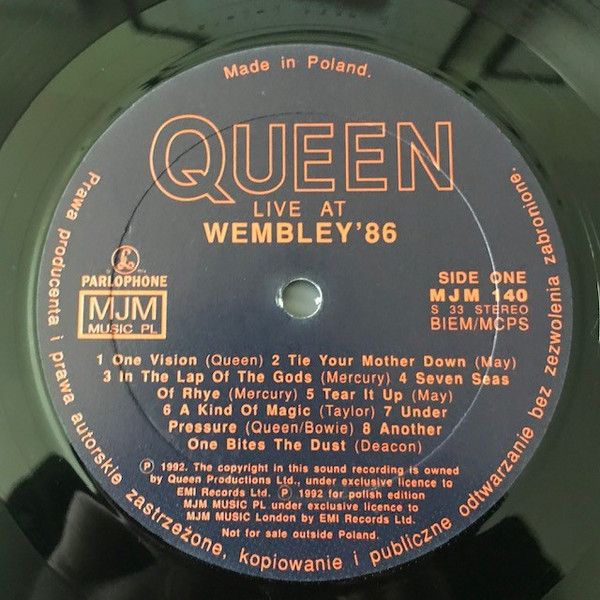 Made in Poland.
QUEEN
LIVE AT
WEMBLEY'86
PARLOPHONE
MJM
MUSIC PL
SIDE ONE
MJM 140
S 33 STEREO
BIEM/MCPS
1 One Vision (Queen) 2 Tie Your Mother Down (May)
3 In The Lap Of The Gods (Mercury) 4 Seven Seas
Of Rhye (Mercury) 5 Tear It Up (May)
6 A Kind Of Magic (Taylor) 7 Under
Pressure (Queen/Bowie) 8 Another
One Bites The Dust (Deacon)
Ⓟ 1992. The copyright in this sound recording is owned
by Queen Productions Ltd., under exclusive licence to
EMI Records Ltd. Ⓟ 1992 for polish edition
MJM MUSIC PL under exclusive licence to
MJM MUSIC London by EMI Records Ltd.
Not for sale outside Poland.
Prawa producenta i prawa autorskie zastrzeżone, kopiowanie i publiczne odtwarzanie bez zezwolenia zabronione.